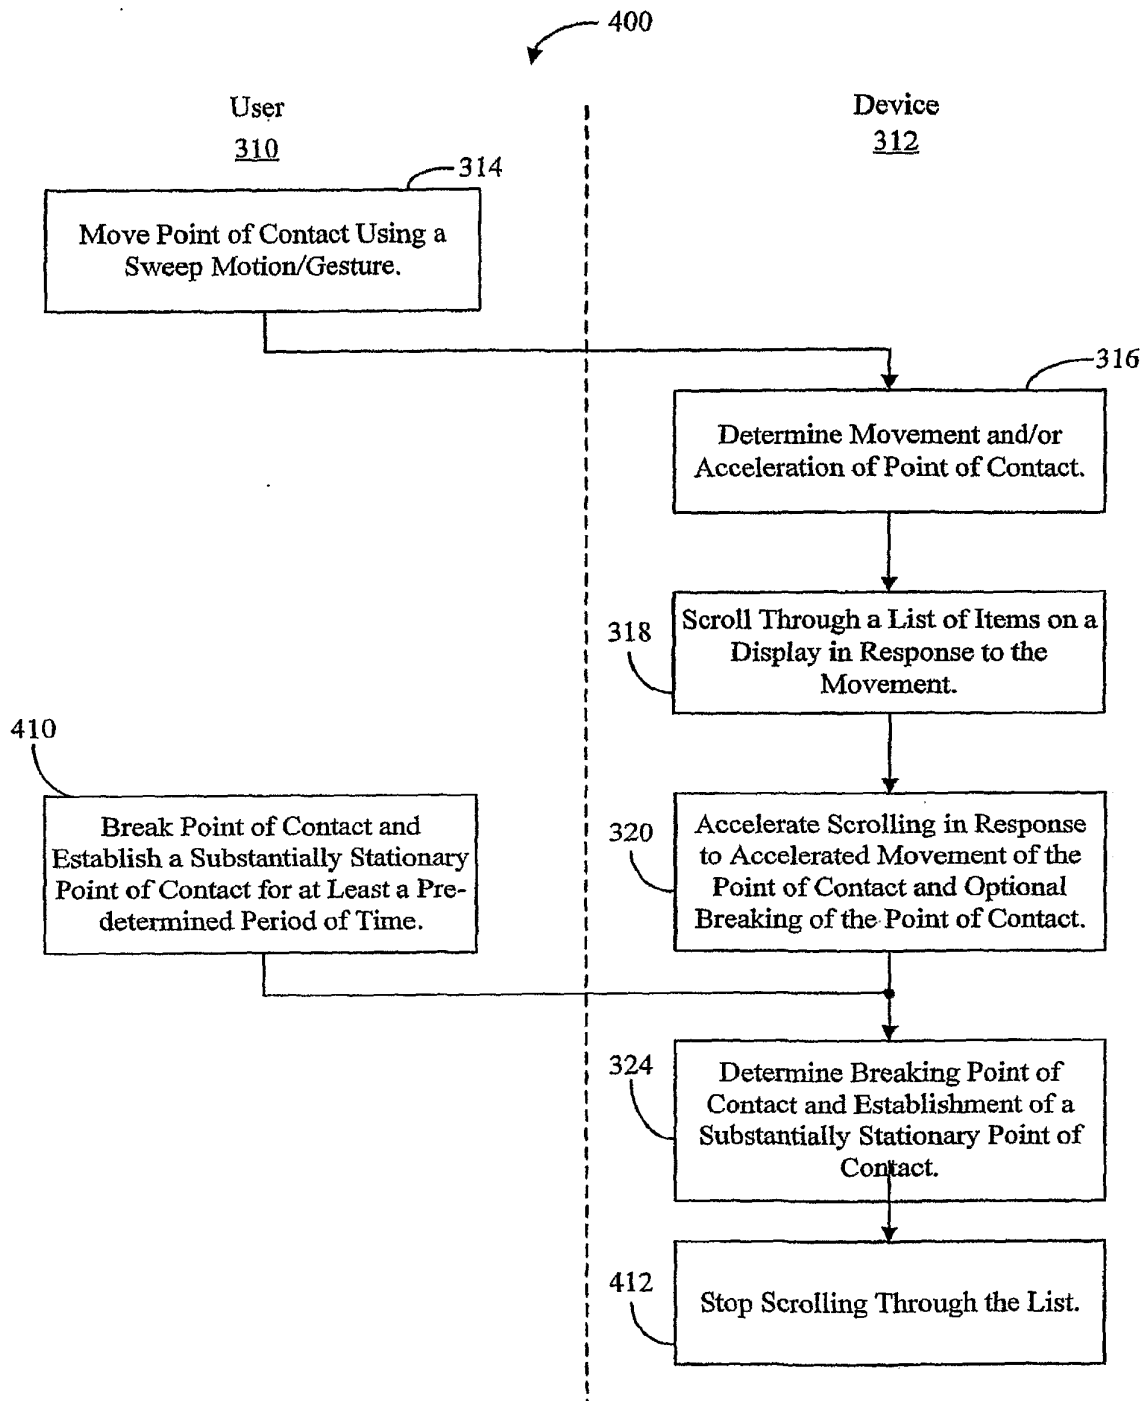 400
User
310
Device
312
314
Move Point of Contact Using a
Sweep Motion/Gesture.
316
Determine Movement and/or
Acceleration of Point of Contact.
318
Scroll Through a List of Items on a
Display in Response to the
Movement.
410
Break Point of Contact and
Establish a Substantially Stationary
Point of Contact for at Least a Pre-
determined Period of Time.
320
Accelerate Scrolling in Response
to Accelerated Movement of the
Point of Contact and Optional
Breaking of the Point of Contact.
324
Determine Breaking Point of
Contact and Establishment of a
Substantially Stationary Point of
Contact.
412
Stop Scrolling Through the List.